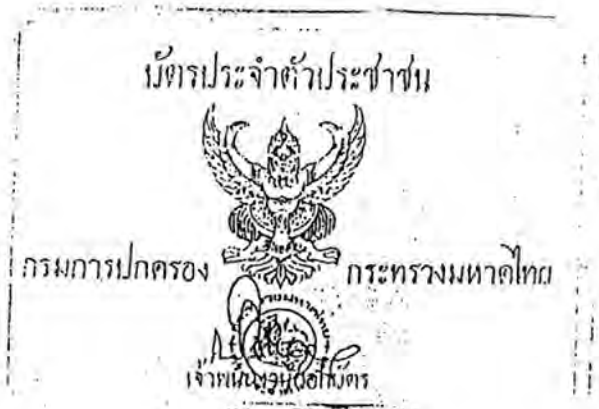 บัตรประจำตัวประชาชน
กรมการปกครอง กระทรวงมหาดไทย
เจ้าพนักงานออกบัตร